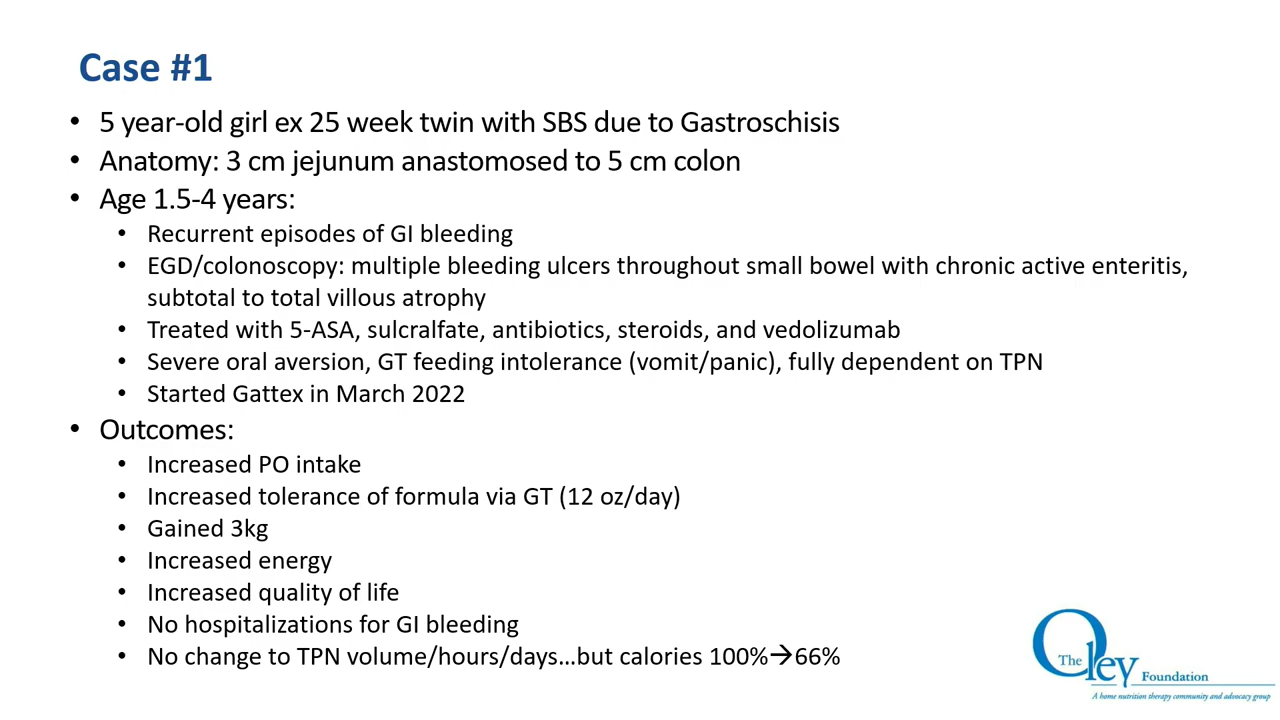 Case #1
• 5 year-old girl ex 25 week twin with SBS due to Gastroschisis
• Anatomy: 3 cm jejunum anastomosed to 5 cm colon
• Age 1.5-4 years:
• Recurrent episodes of GI bleeding
• EGD/colonoscopy: multiple bleeding ulcers throughout small bowel with chronic active enteritis,
subtotal to total villous atrophy
• Treated with 5-ASA, sulcralfate, antibiotics, steroids, and vedolizumab
• Severe oral aversion, GT feeding intolerance (vomit/panic), fully dependent on TPN
• Started Gattex in March 2022
• Outcomes:
• Increased PO intake
• Increased tolerance of formula via GT (12 oz/day)
• Gained 3kg
• Increased energy
• Increased quality of life
• No hospitalizations for GI bleeding
• No change to TPN volume/hours/days…but calories 100%→66%
The Oley Foundation
A home nutrition therapy community and advocacy group